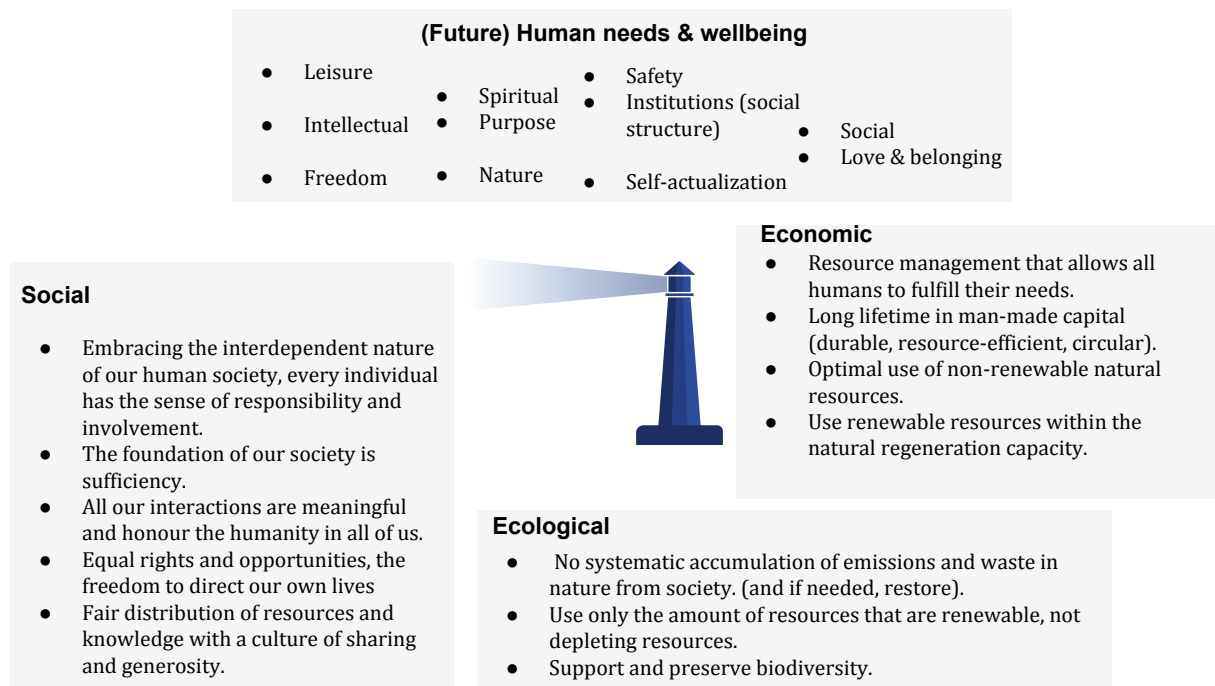 (Future) Human needs & wellbeing
● Leisure
● Intellectual
● Freedom
● Spiritual
● Purpose
● Nature
● Safety
● Institutions (social
structure)
● Self-actualization
● Social
● Love & belonging
Social
● Embracing the interdependent nature
of our human society, every individual
has the sense of responsibility and
involvement.
● The foundation of our society is
sufficiency.
● All our interactions are meaningful
and honour the humanity in all of us.
● Equal rights and opportunities, the
freedom to direct our own lives
● Fair distribution of resources and
knowledge with a culture of sharing
and generosity.
Economic
● Resource management that allows all
humans to fulfill their needs.
● Long lifetime in man-made capital
(durable, resource-efficient, circular).
● Optimal use of non-renewable natural
resources.
● Use renewable resources within the
natural regeneration capacity.
Ecological
● No systematic accumulation of emissions and waste in
nature from society. (and if needed, restore).
● Use only the amount of resources that are renewable, not
depleting resources.
● Support and preserve biodiversity.